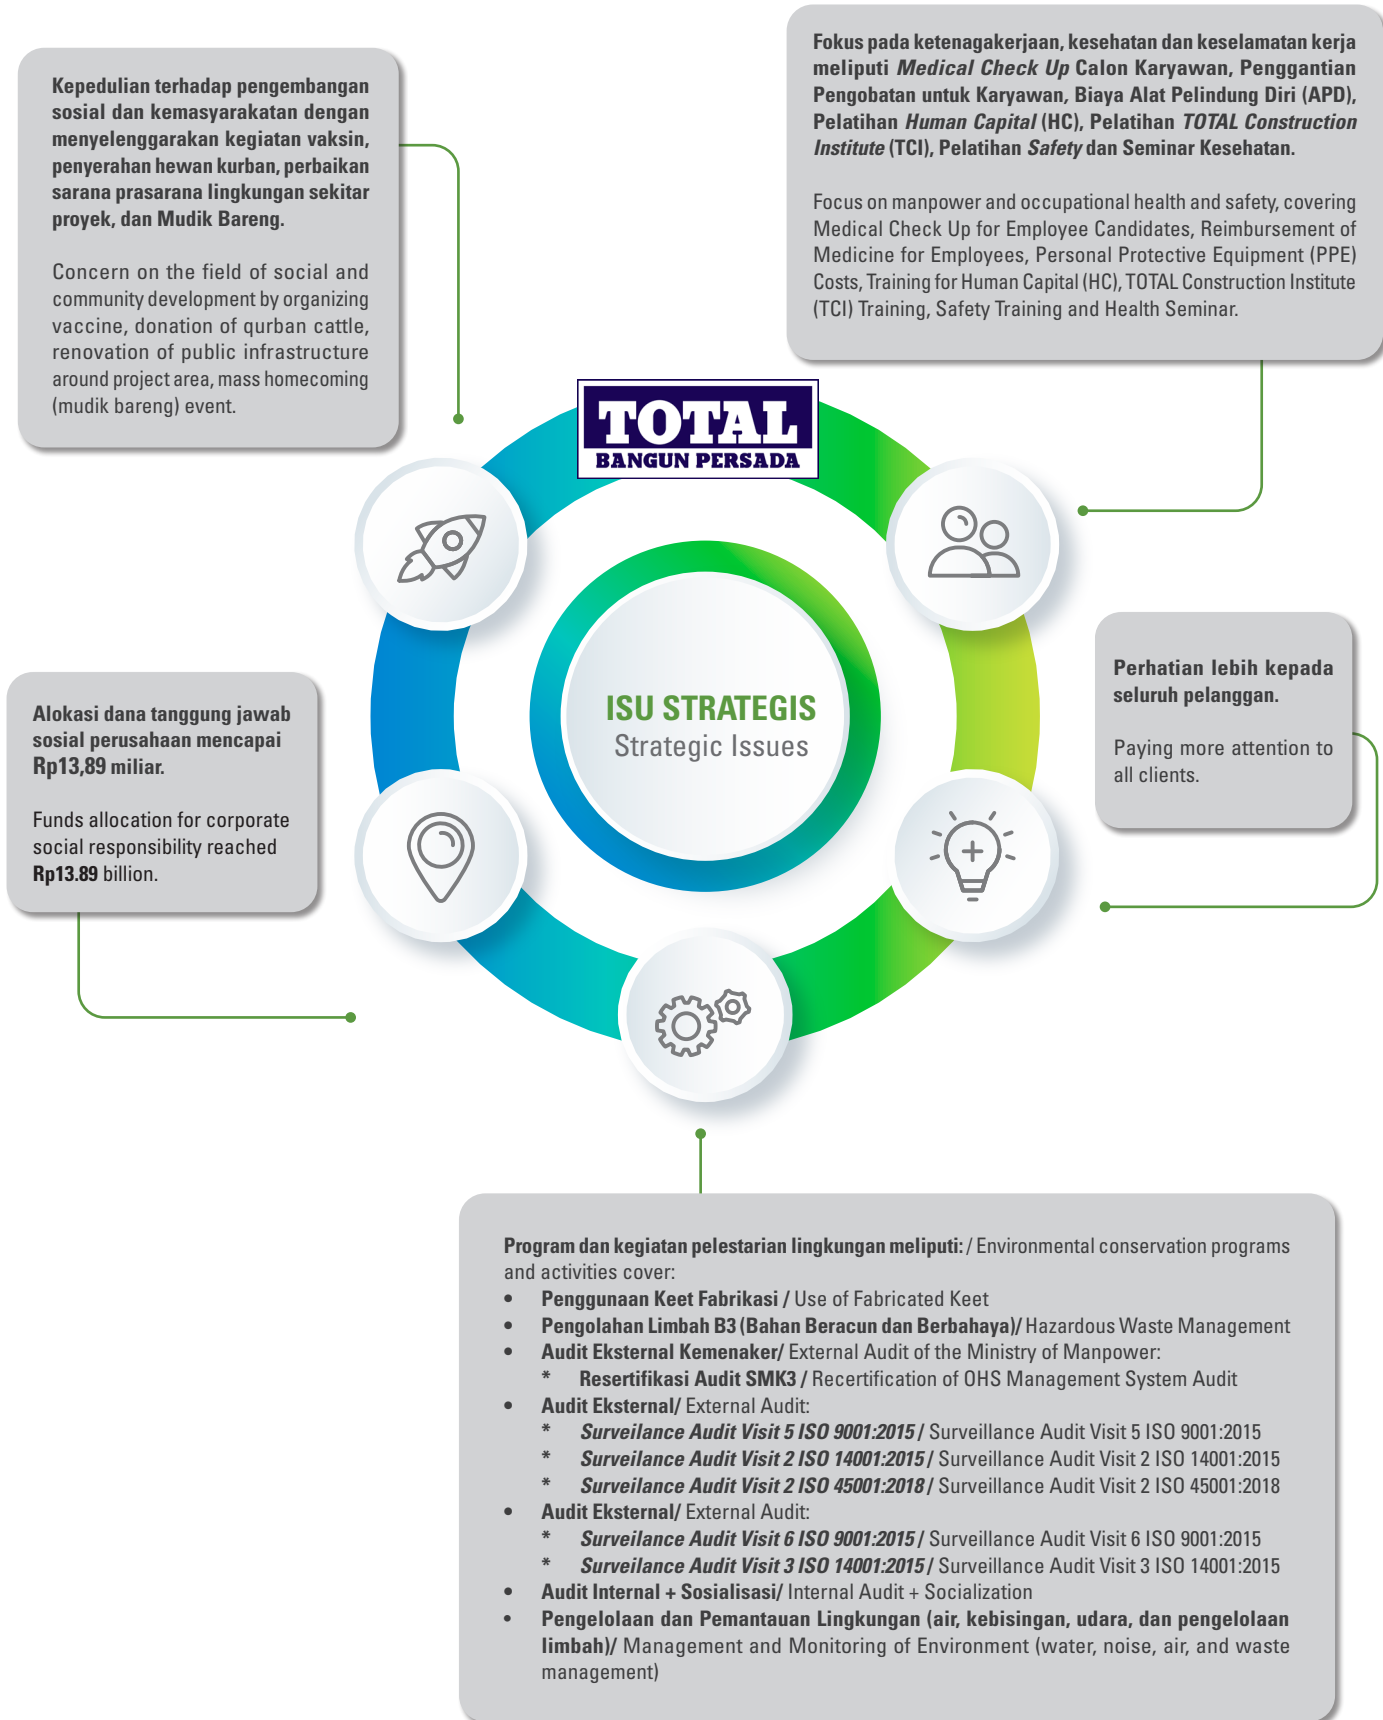 Kepedulian terhadap pengembangan
sosial dan kemasyarakatan dengan
menyelenggarakan kegiatan vaksin,
penyerahan hewan kurban, perbaikan
sarana prasarana lingkungan sekitar
proyek, dan Mudik Bareng.
Concern on the field of social and
community development by organizing
vaccine, donation of qurban cattle,
renovation of public infrastructure
around project area, mass homecoming
(mudik bareng) event.
Fokus pada ketenagakerjaan, kesehatan dan keselamatan kerja
meliputi Medical Check Up Calon Karyawan, Penggantian
Pengobatan untuk Karyawan, Biaya Alat Pelindung Diri (APD),
Pelatihan Human Capital (HC), Pelatihan TOTAL Construction
Institute (TCI), Pelatihan Safety dan Seminar Kesehatan.
Focus on manpower and occupational health and safety, covering
Medical Check Up for Employee Candidates, Reimbursement of
Medicine for Employees, Personal Protective Equipment (PPE)
Costs, Training for Human Capital (HC), TOTAL Construction Institute
(TCI) Training, Safety Training and Health Seminar.
TOTAL
BANGUN PERSADA
ISU STRATEGIS
Strategic Issues
Perhatian lebih kepada
seluruh pelanggan.
Paying more attention to
all clients.
Alokasi dana tanggung jawab
sosial perusahaan mencapai
Rp13,89 miliar.
Funds allocation for corporate
social responsibility reached
Rp13.89 billion.
Program dan kegiatan pelestarian lingkungan meliputi: / Environmental conservation programs
and activities cover:
• Penggunaan Keet Fabrikasi / Use of Fabricated Keet
• Pengolahan Limbah B3 (Bahan Beracun dan Berbahaya)/ Hazardous Waste Management
• Audit Eksternal Kemenaker/ External Audit of the Ministry of Manpower:
* Resertifikasi Audit SMK3 / Recertification of OHS Management System Audit
• Audit Eksternal/ External Audit:
* Surveilance Audit Visit 5 ISO 9001:2015 / Surveillance Audit Visit 5 ISO 9001:2015
* Surveilance Audit Visit 2 ISO 14001:2015 / Surveillance Audit Visit 2 ISO 14001:2015
* Surveilance Audit Visit 2 ISO 45001:2018 / Surveillance Audit Visit 2 ISO 45001:2018
• Audit Eksternal/ External Audit:
* Surveilance Audit Visit 6 ISO 9001:2015 / Surveillance Audit Visit 6 ISO 9001:2015
* Surveilance Audit Visit 3 ISO 14001:2015 / Surveillance Audit Visit 3 ISO 14001:2015
• Audit Internal + Sosialisasi/ Internal Audit + Socialization
• Pengelolaan dan Pemantauan Lingkungan (air, kebisingan, udara, dan pengelolaan
limbah)/ Management and Monitoring of Environment (water, noise, air, and waste
management)